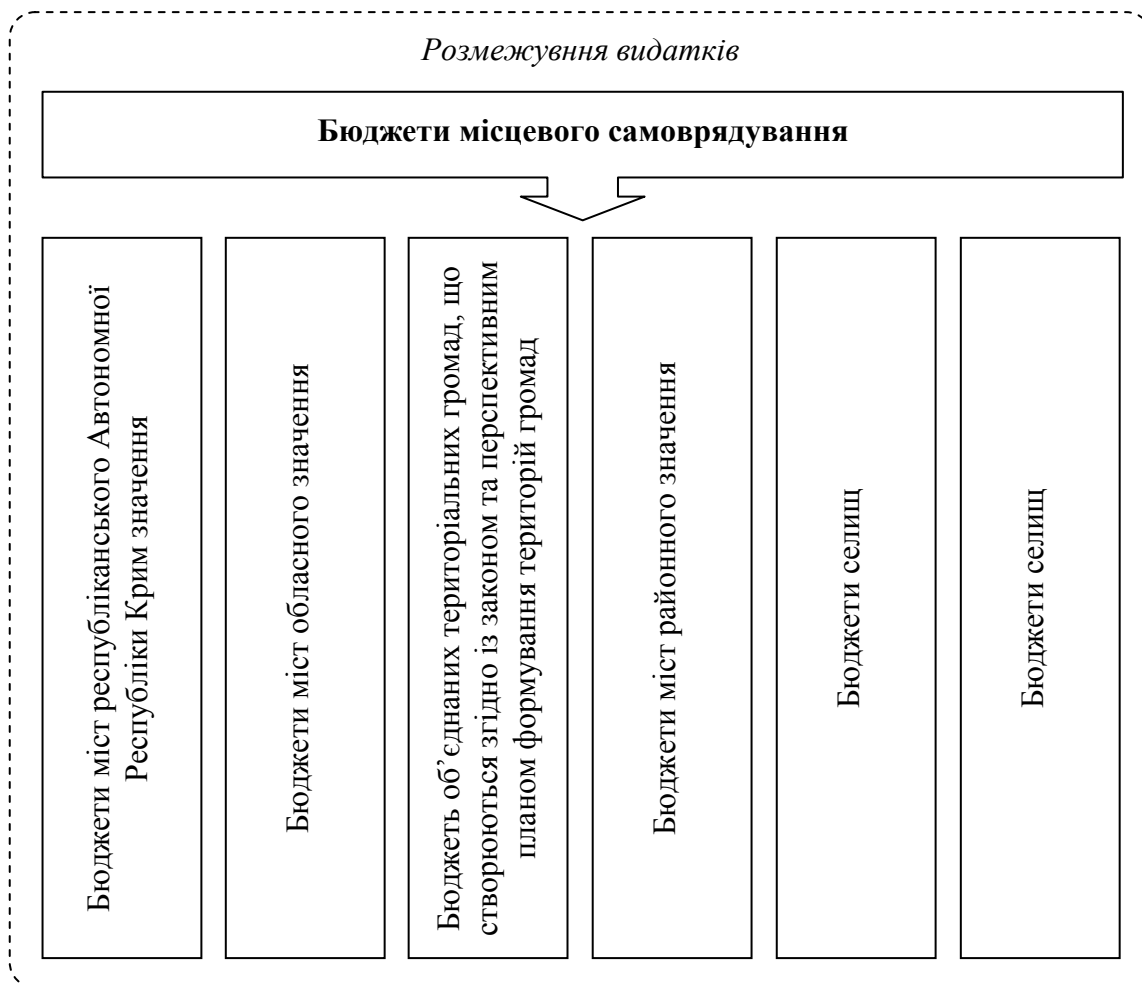 Розмежувння видатків
Бюджети місцевого самоврядування
Бюджети міст республіканського Автономної
Республіки Крим значення
Бюджети міст обласного значення
Бюджеть об’єднаних територіальних громад, що
створюються згідно із законом та перспективним
планом формування територій громад
Бюджети міст районного значення
Бюджети селищ
Бюджети селищ